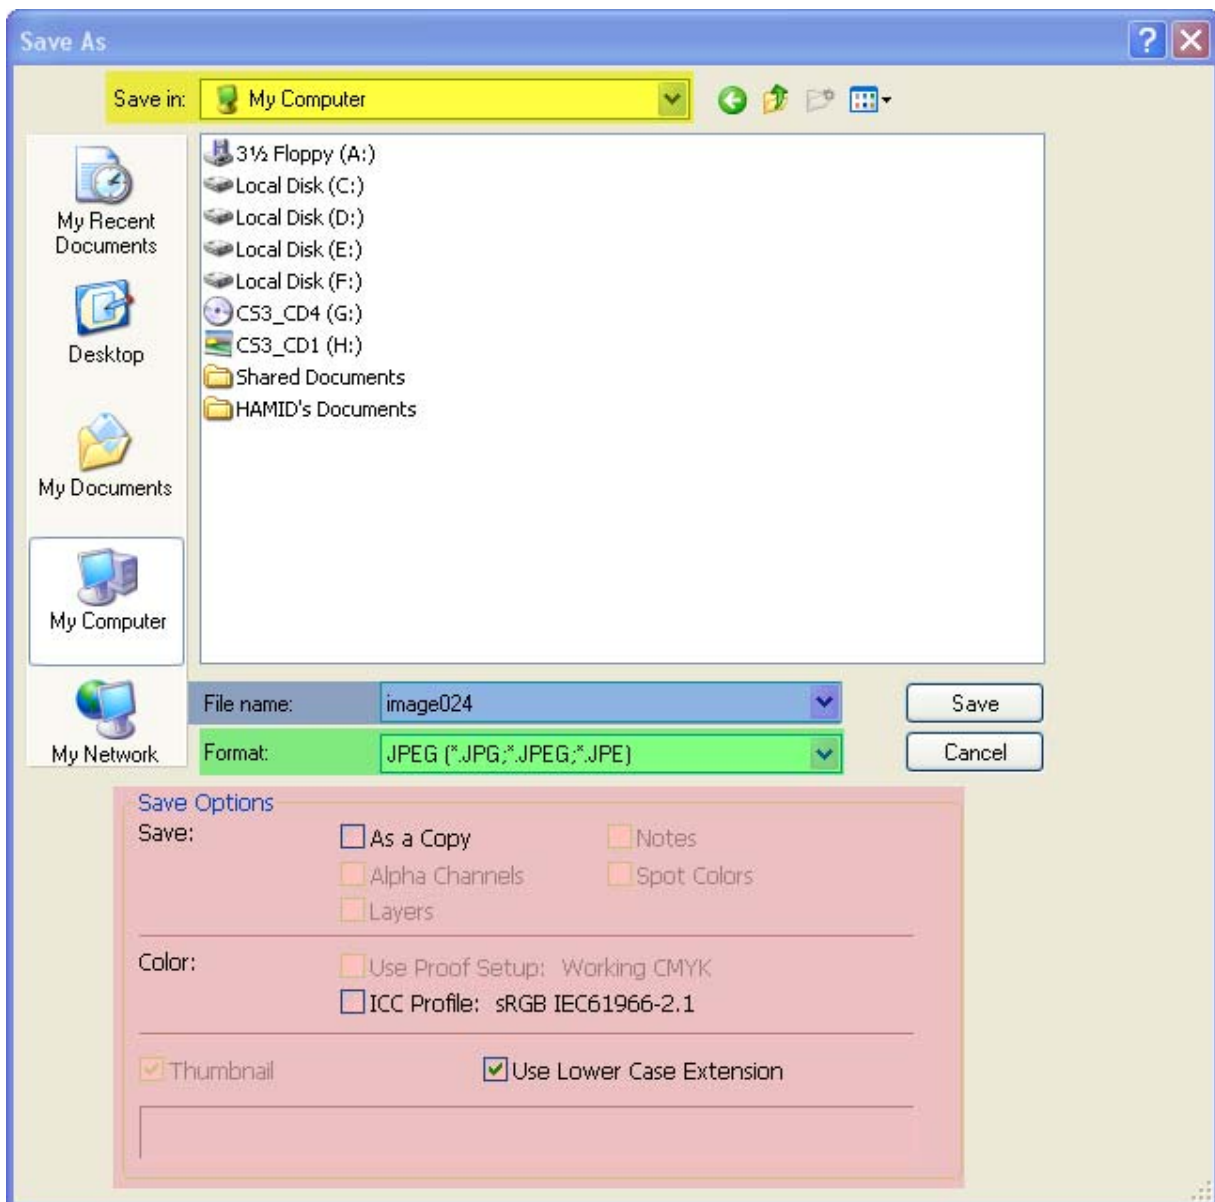 Save As
Save in: My Computer
My Recent Documents
Desktop
My Documents
My Computer
My Network
3½ Floppy (A:)
Local Disk (C:)
Local Disk (D:)
Local Disk (E:)
Local Disk (F:)
CS3_CD4 (G:)
CS3_CD1 (H:)
Shared Documents
HAMID's Documents
File name: image024 Save
Format: JPEG (*.JPG;*.JPEG;*.JPE) Cancel
Save Options
Save: As a Copy Notes
Alpha Channels Spot Colors
Layers
Color: Use Proof Setup: Working CMYK
ICC Profile: sRGB IEC61966-2.1
Thumbnail Use Lower Case Extension